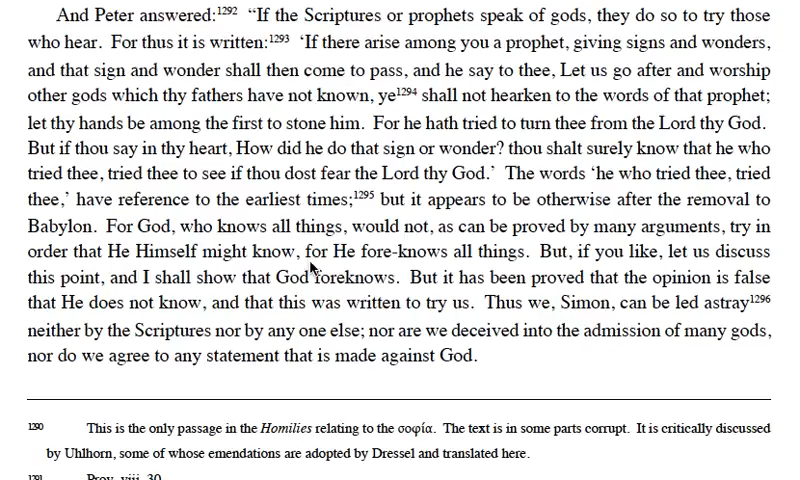 And Peter answered:1292 “If the Scriptures or prophets speak of gods, they do so to try those
who hear. For thus it is written:1293 ‘If there arise among you a prophet, giving signs and wonders,
and that sign and wonder shall then come to pass, and he say to thee, Let us go after and worship
other gods which thy fathers have not known, ye1294 shall not hearken to the words of that prophet;
let thy hands be among the first to stone him. For he hath tried to turn thee from the Lord thy God.
But if thou say in thy heart, How did he do that sign or wonder? thou shalt surely know that he who
tried thee, tried thee to see if thou dost fear the Lord thy God.’ The words ‘he who tried thee, tried
thee,’ have reference to the earliest times;1295 but it appears to be otherwise after the removal to
Babylon. For God, who knows all things, would not, as can be proved by many arguments, try in
order that He Himself might know, for He fore-knows all things. But, if you like, let us discuss
this point, and I shall show that God foreknows. But it has been proved that the opinion is false
that He does not know, and that this was written to try us. Thus we, Simon, can be led astray1296
neither by the Scriptures nor by any one else; nor are we deceived into the admission of many gods,
nor do we agree to any statement that is made against God.
1290 This is the only passage in the Homilies relating to the σοφία. The text is in some parts corrupt. It is critically discussed
by Uhlhorn, some of whose emendations are adopted by Dressel and translated here.
1291 Prov. viii. 30.